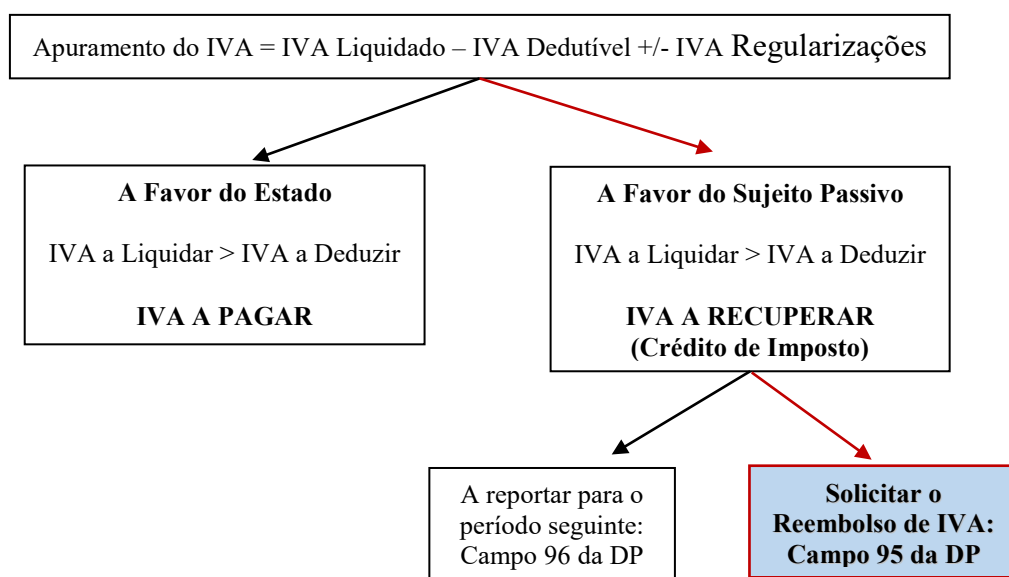 Apuramento do IVA = IVA Liquidado – IVA Dedutível +/- IVA Regularizações
A Favor do Estado
IVA a Liquidar > IVA a Deduzir
IVA A PAGAR
A Favor do Sujeito Passivo
IVA a Liquidar > IVA a Deduzir
IVA A RECUPERAR
(Crédito de Imposto)
A reportar para o
período seguinte:
Campo 96 da DP
Solicitar o
Reembolso de IVA:
Campo 95 da DP